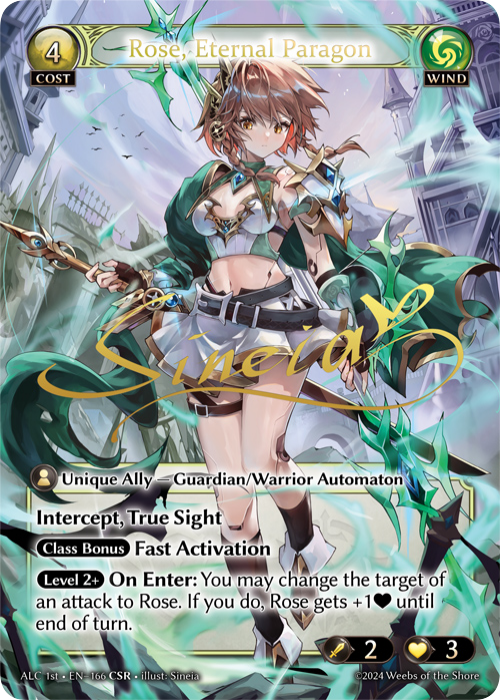 4
COST
Rose, Eternal Paragon
WIND
Sineia
Unique Ally — Guardian/Warrior Automaton
Intercept, True Sight
Class Bonus Fast Activation
Level 2+ On Enter: You may change the target of
an attack to Rose. If you do, Rose gets +1♥ until
end of turn.
2
3
ALC 1st • EN-166 CSR • illust: Sineia
©2024 Weebs of the Shore